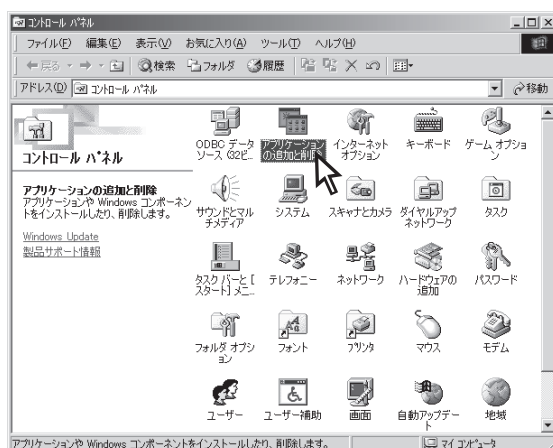 コントロール パネル
ファイル(F) 編集(E) 表示(V) お気に入り(A) ツール(T) ヘルプ(H)
戻る 検索 フォルダ 履歴
アドレス(D) コントロール パネル 移動
コントロール パネル
アプリケーションの追加と削除
アプリケーションや Windows コンポーネン
トをインストールしたり、削除します。
Windows Update
製品サポート情報
ODBC データ
ソース (32ビ...
アプリケーション
の追加と削除
インターネット
オプション
キーボード
ゲーム オプショ
ン
サウンドとマル
チメディア
システム
スキャナとカメラ
ダイヤルアップ
ネットワーク
タスク
タスク バーと [
スタート] メニ...
テレフォニー
ネットワーク
ハードウェアの
追加
パスワード
フォルダ オプシ
ョン
フォント
プリンタ
マウス
モデム
ユーザー
ユーザー補助
画面
自動アップデー
ト
地域
アプリケーションや Windows コンポーネントをインストールしたり、削除します。
マイ コンピュータ